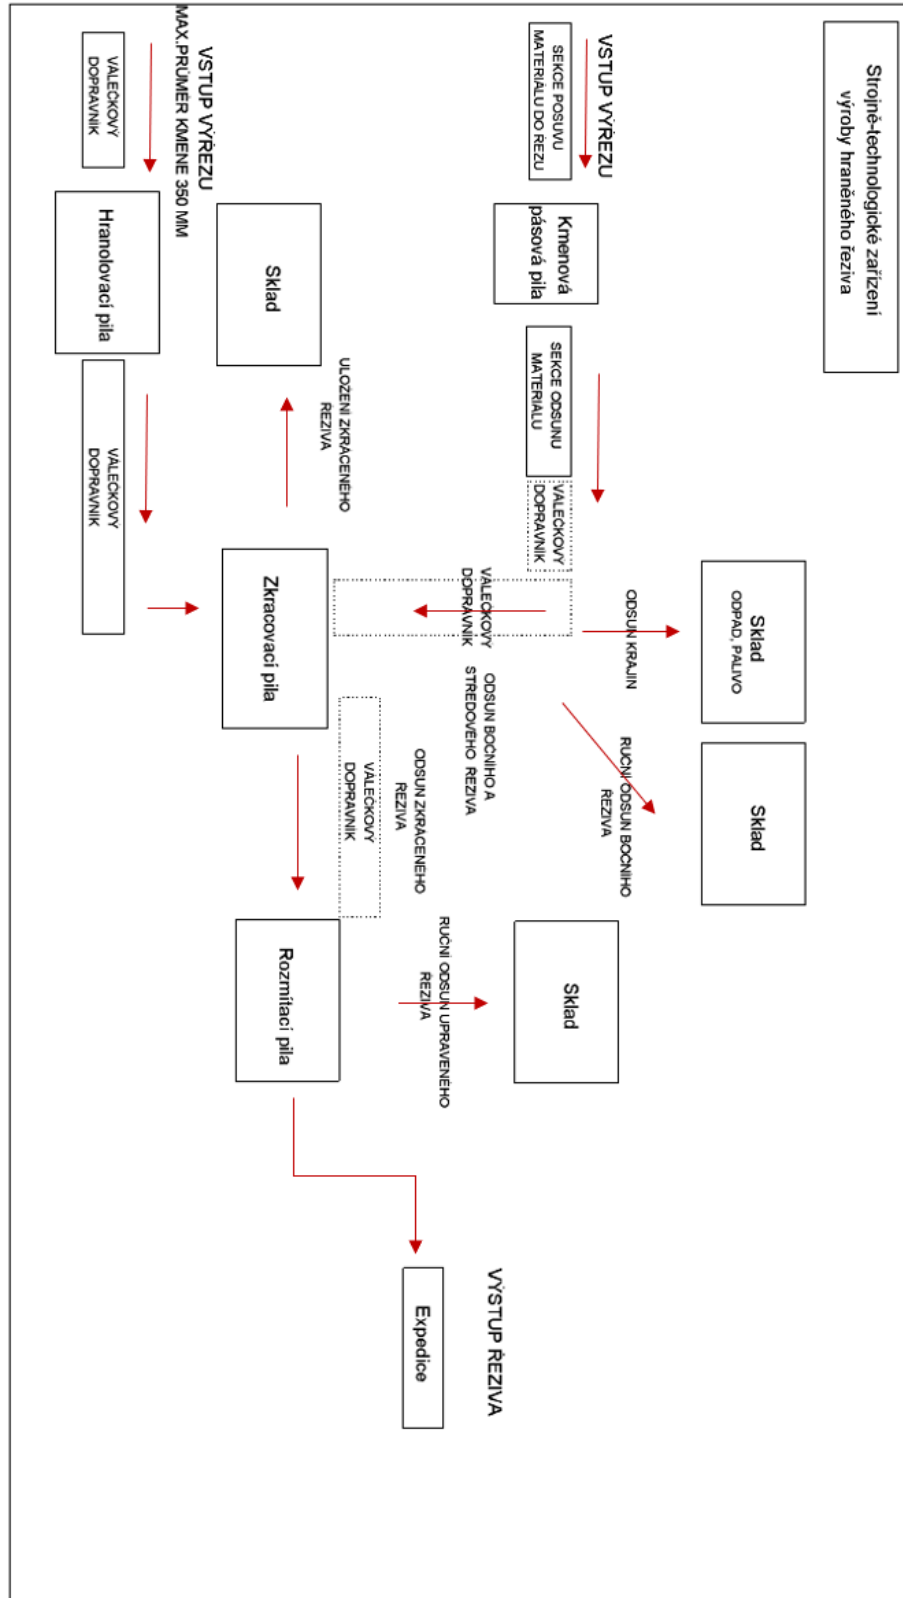 Strojně-technologické zařízení
výroby hraněného řeziva
Sklad
ODPAD, PALIVO
Sklad
VSTUP VÝŘEZU
SEKCE POSUVU
MATERIÁLU DO ŘEZU
Kmenová
pásová pila
SEKCE ODSUNU
MATERIÁLU
VÁLEČKOVÝ
DOPRAVNÍK
ODSUN KRAJIN
RUČNÍ ODSUN BOČNÍHO
ŘEZIVA
Sklad
VÁLEČKOVÝ
DOPRAVNÍK
ODSUN BOČNÍHO A
STŘEDOVÉHO ŘEZIVA
ODSUN ZKRÁCENÉHO
ŘEZIVA
RUČNÍ ODSUN UPRAVENÉHO
ŘEZIVA
VÝSTUP ŘEZIVA
Expedice
VÁLEČKOVÝ
DOPRAVNÍK
ULOŽENÍ ZKRÁCENÉHO
ŘEZIVA
Sklad
Zkracovací pila
Rozmítací pila
VSTUP VÝŘEZU
MAX.PRŮMĚR KMENE 350 MM
VÁLEČKOVÝ
DOPRAVNÍK
Hranolovací pila
VÁLEČKOVÝ
DOPRAVNÍK